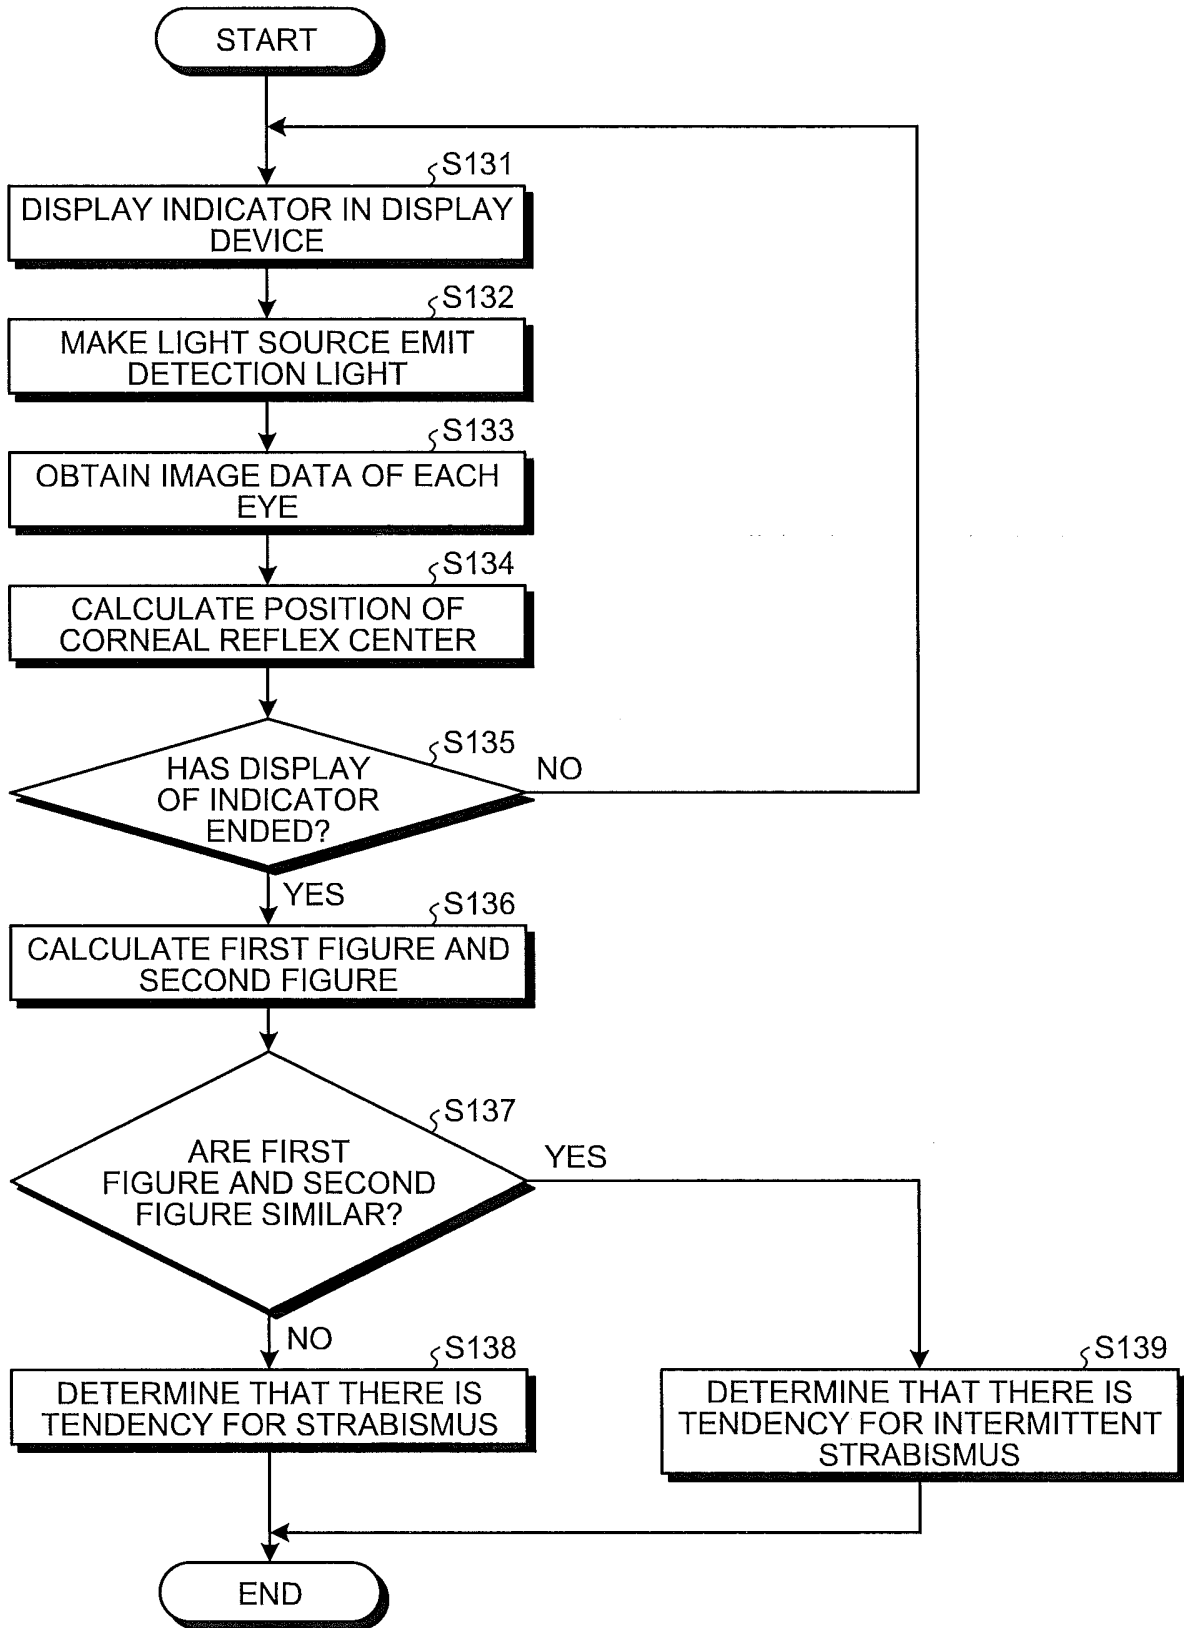 START
S131
DISPLAY INDICATOR IN DISPLAY
DEVICE
S132
MAKE LIGHT SOURCE EMIT
DETECTION LIGHT
S133
OBTAIN IMAGE DATA OF EACH
EYE
S134
CALCULATE POSITION OF
CORNEAL REFLEX CENTER
S135
HAS DISPLAY
OF INDICATOR
ENDED?
NO
YES
S136
CALCULATE FIRST FIGURE AND
SECOND FIGURE
S137
ARE FIRST
FIGURE AND SECOND
FIGURE SIMILAR?
YES
NO
S138
DETERMINE THAT THERE IS
TENDENCY FOR STRABISMUS
S139
DETERMINE THAT THERE IS
TENDENCY FOR INTERMITTENT
STRABISMUS
END